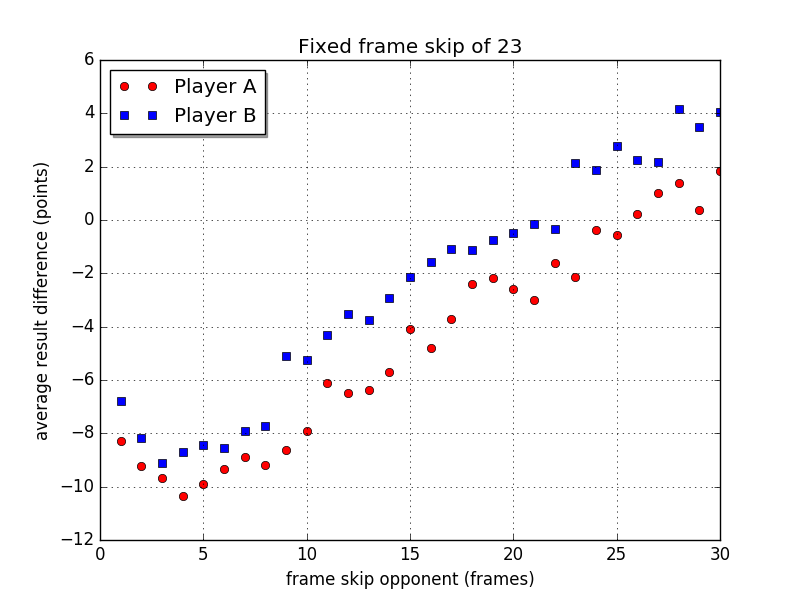 Fixed frame skip of 23
Player A
Player B
average result difference (points)
6
4
2
0
−2
−4
−6
−8
−10
−12
0 5 10 15 20 25 30
frame skip opponent (frames)